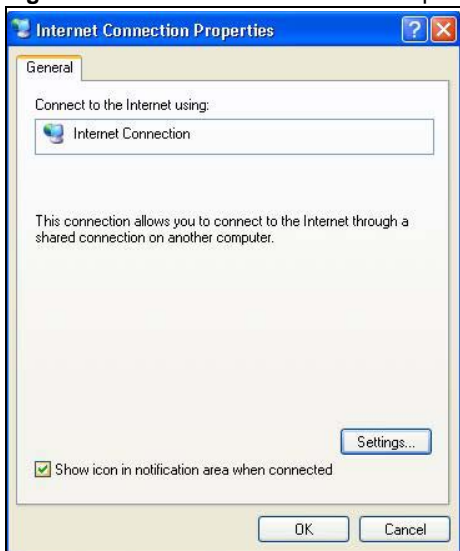 Internet Connection Properties
General
Connect to the Internet using:
Internet Connection
This connection allows you to connect to the Internet through a
shared connection on another computer.
Settings...
Show icon in notification area when connected
OK
Cancel